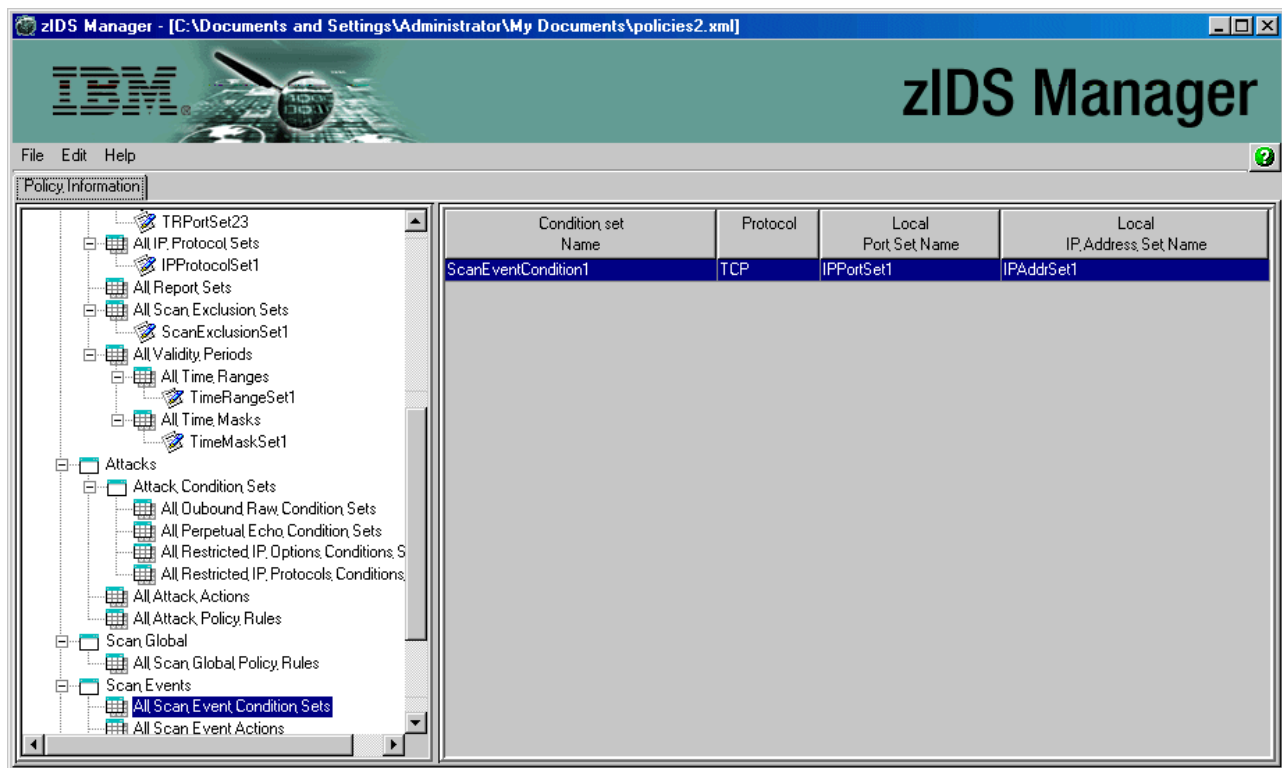 zIDS Manager - [C:\Documents and Settings\Administrator\My Documents\policies2.xml]
IBM®
zIDS Manager
File Edit Help
Policy Information
TRPortSet23
All IP Protocol Sets
IPProtocolSet1
All Report Sets
All Scan Exclusion Sets
ScanExclusionSet1
All Validity Periods
All Time Ranges
TimeRangeSet1
All Time Masks
TimeMaskSet1
Attacks
Attack Condition Sets
All Oubound Raw Condition Sets
All Perpetual Echo Condition Sets
All Restricted IP Options Conditions S
All Restricted IP Protocols Conditions
All Attack Actions
All Attack Policy Rules
Scan Global
All Scan Global Policy Rules
Scan Events
All Scan Event Condition Sets
All Scan Event Actions
Condition set Name
Protocol
Local Port Set Name
Local IP Address Set Name
ScanEventCondition1 TCP IPPortSet1 IPAddrSet1